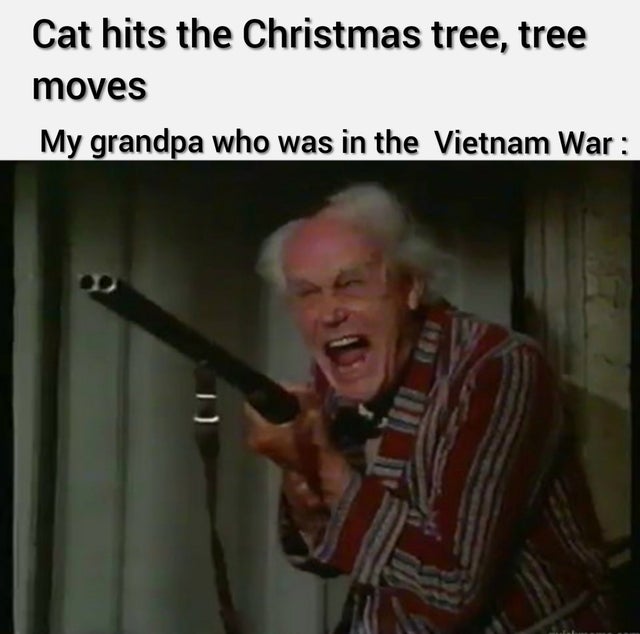 Cat hits the Christmas tree, tree
moves
My grandpa who was in the Vietnam War :